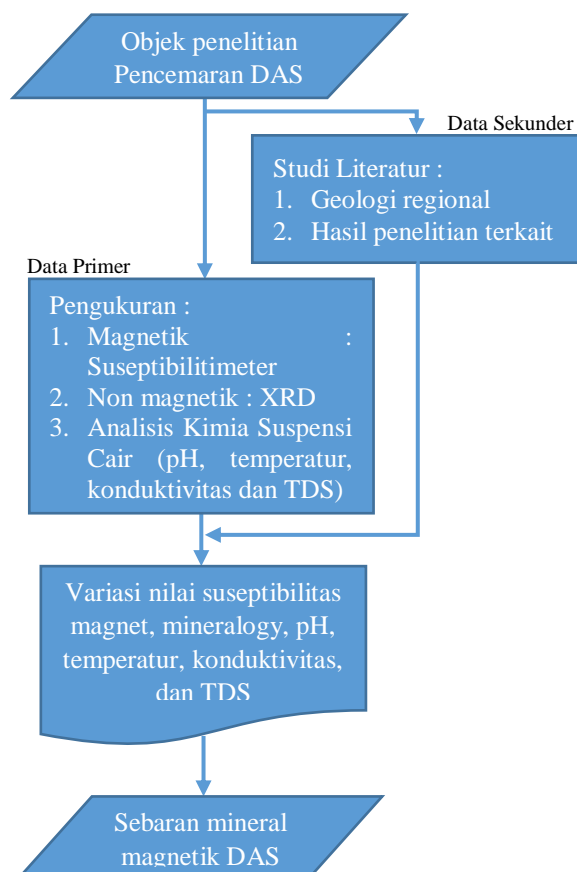 Objek penelitian
Pencemaran DAS
Data Sekunder
Studi Literatur :
1. Geologi regional
2. Hasil penelitian terkait
Data Primer
Pengukuran :
1. Magnetik :
Suseptibilitimeter
2. Non magnetik : XRD
3. Analisis Kimia Suspensi
Cair (pH, temperatur,
konduktivitas dan TDS)
Variasi nilai suseptibilitas
magnet, mineralogy, pH,
temperatur, konduktivitas,
dan TDS
Sebaran mineral
magnetik DAS